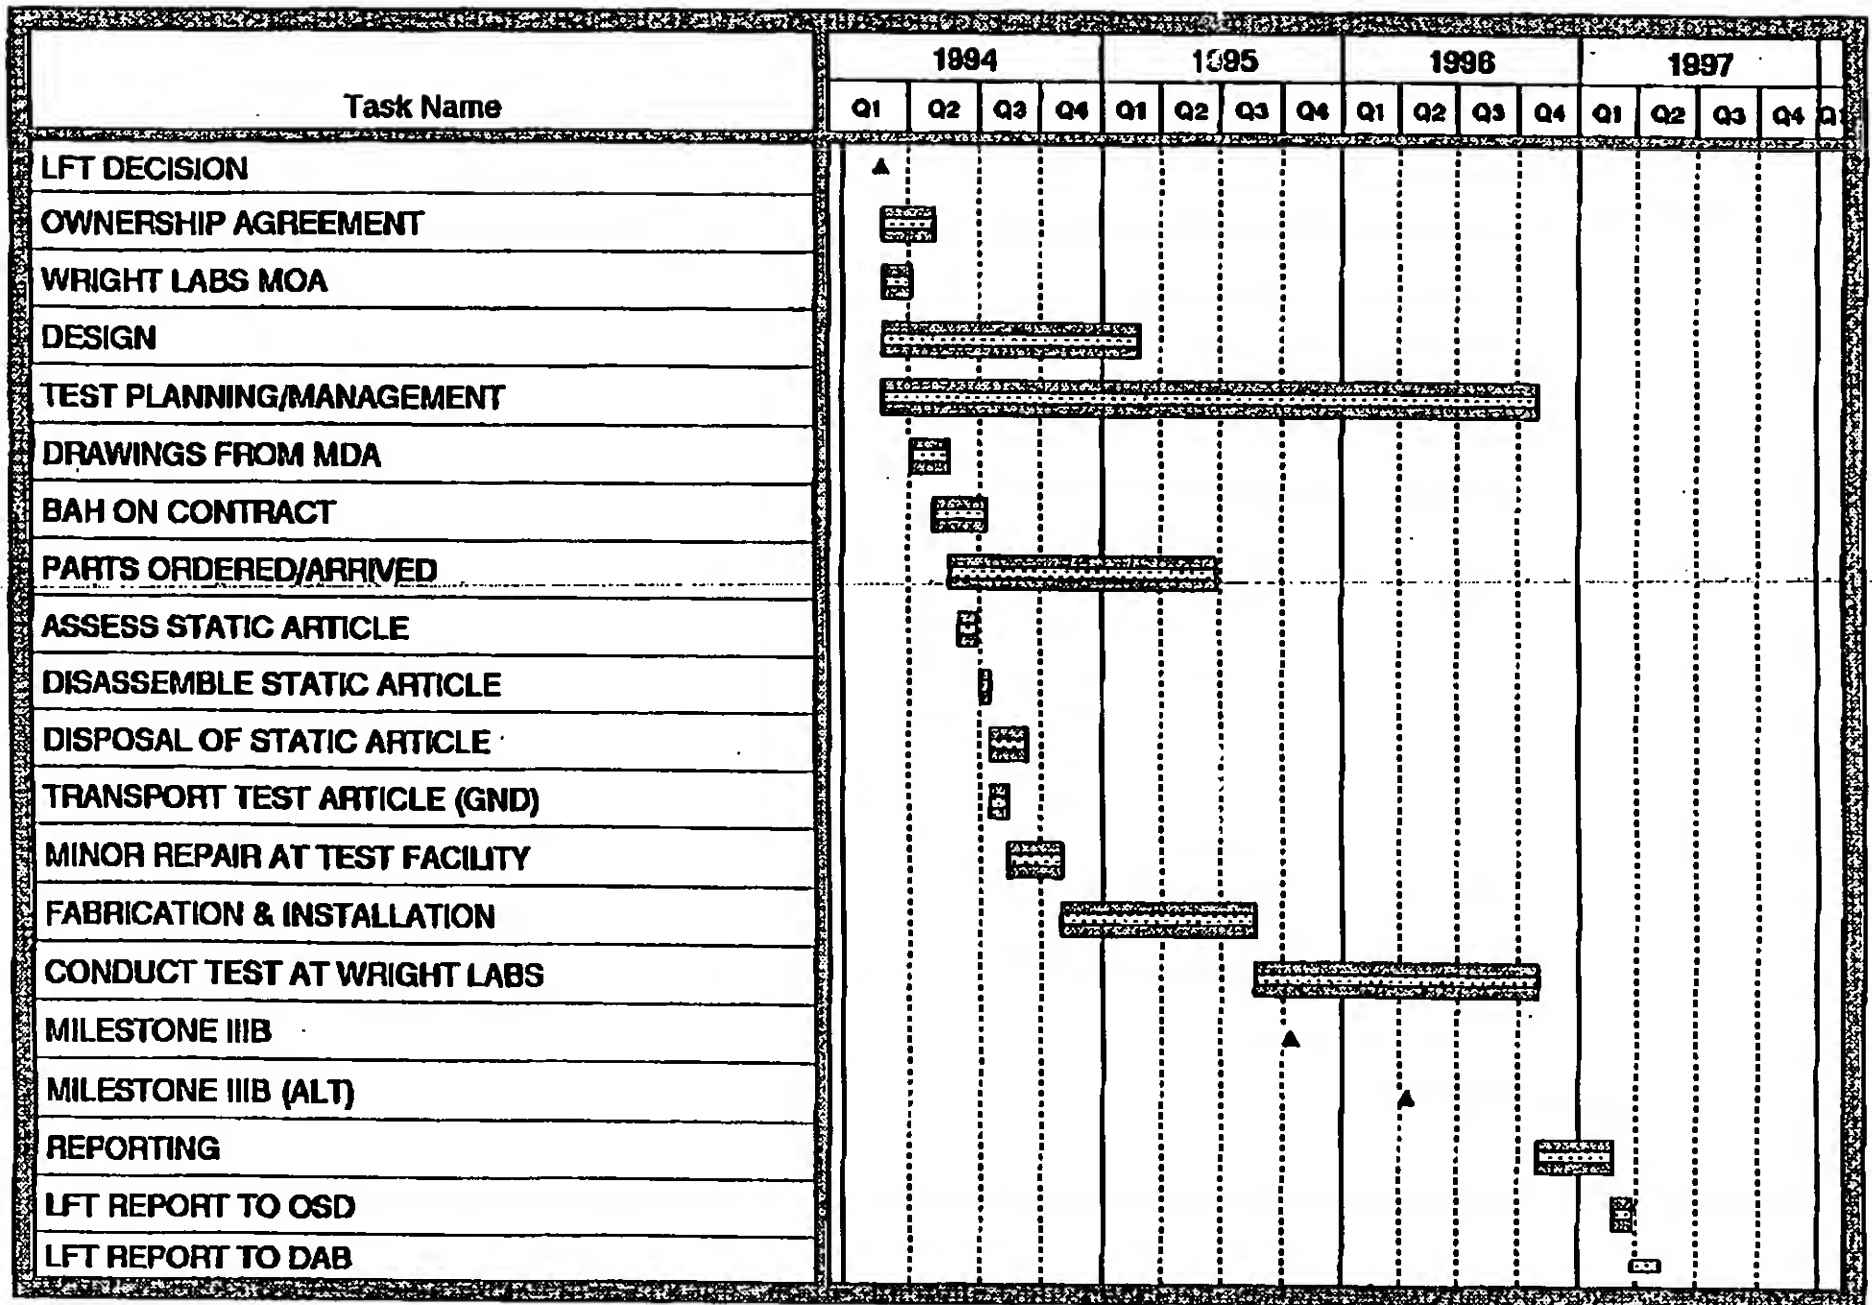 1994 1995 1996 1997
Task Name Q1 Q2 Q3 Q4 Q1 Q2 Q3 Q4 Q1 Q2 Q3 Q4 Q1 Q2 Q3 Q4 Q1
LFT DECISION
OWNERSHIP AGREEMENT
WRIGHT LABS MOA
DESIGN
TEST PLANNING/MANAGEMENT
DRAWINGS FROM MDA
BAH ON CONTRACT
PARTS ORDERED/ARRIVED
ASSESS STATIC ARTICLE
DISASSEMBLE STATIC ARTICLE
DISPOSAL OF STATIC ARTICLE
TRANSPORT TEST ARTICLE (GND)
MINOR REPAIR AT TEST FACILITY
FABRICATION & INSTALLATION
CONDUCT TEST AT WRIGHT LABS
MILESTONE IIIB
MILESTONE IIIB (ALT)
REPORTING
LFT REPORT TO OSD
LFT REPORT TO DAB